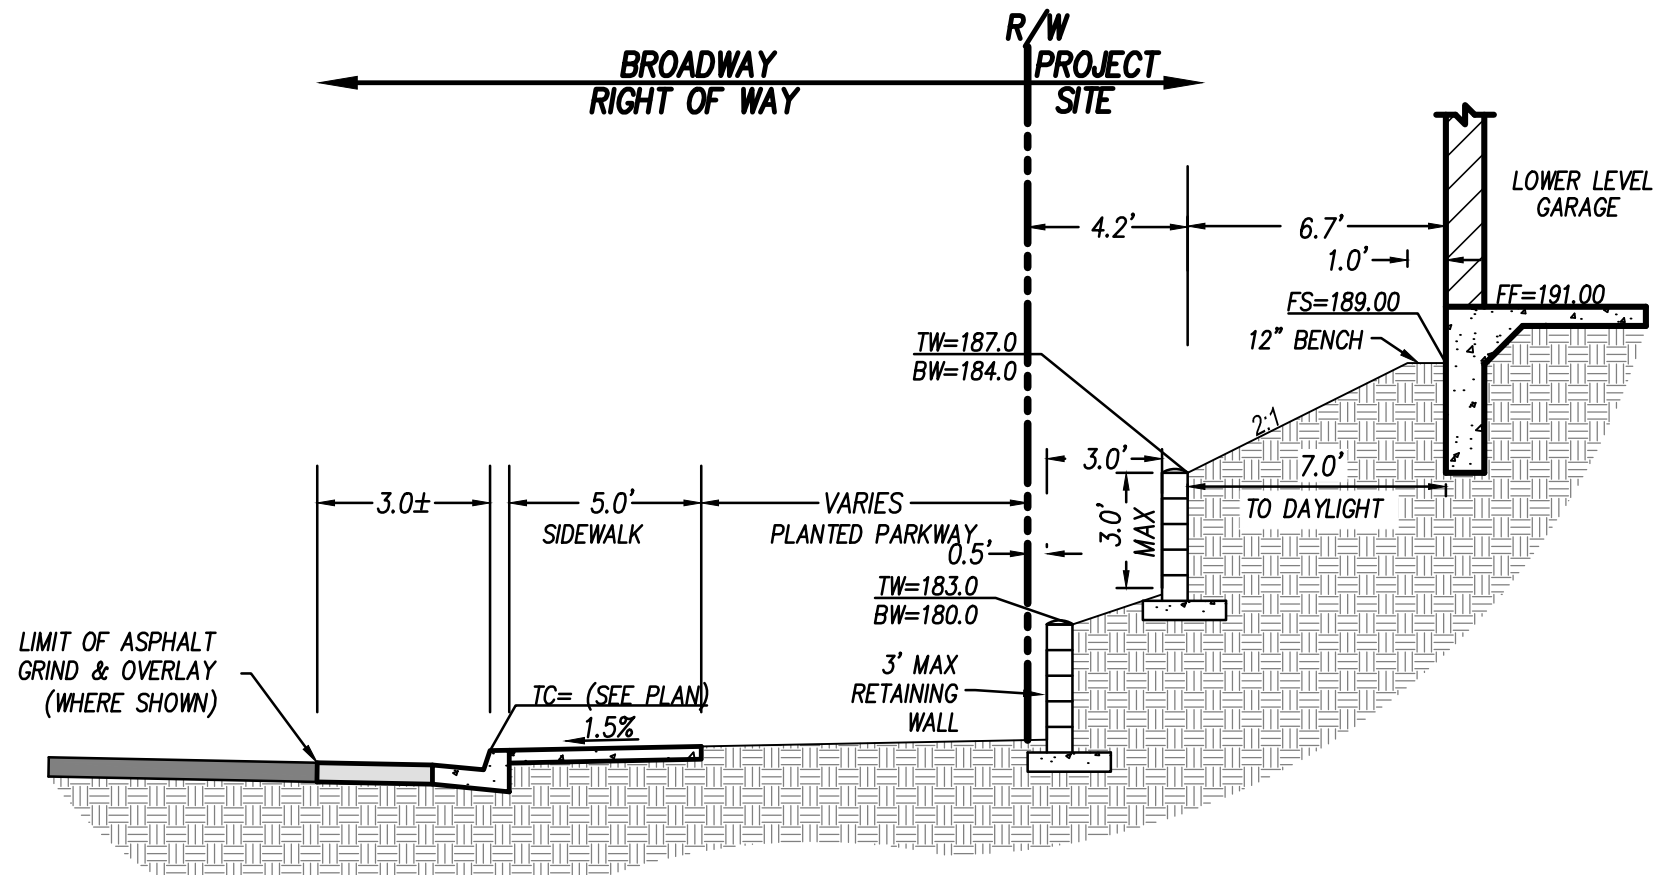 R/W
BROADWAY
RIGHT OF WAY
PROJECT
SITE
LOWER LEVEL
GARAGE
4.2'
6.7'
1.0'
FS=189.00
FF=191.00
12" BENCH
TW=187.0
BW=184.0
2:1
3.0'
7.0'
TO DAYLIGHT
3.0'
MAX
3.0±
5.0'
SIDEWALK
VARIES
PLANTED PARKWAY
0.5'
TW=183.0
BW=180.0
LIMIT OF ASPHALT
GRIND & OVERLAY
(WHERE SHOWN)
TC= (SEE PLAN)
1.5%
3' MAX
RETAINING
WALL